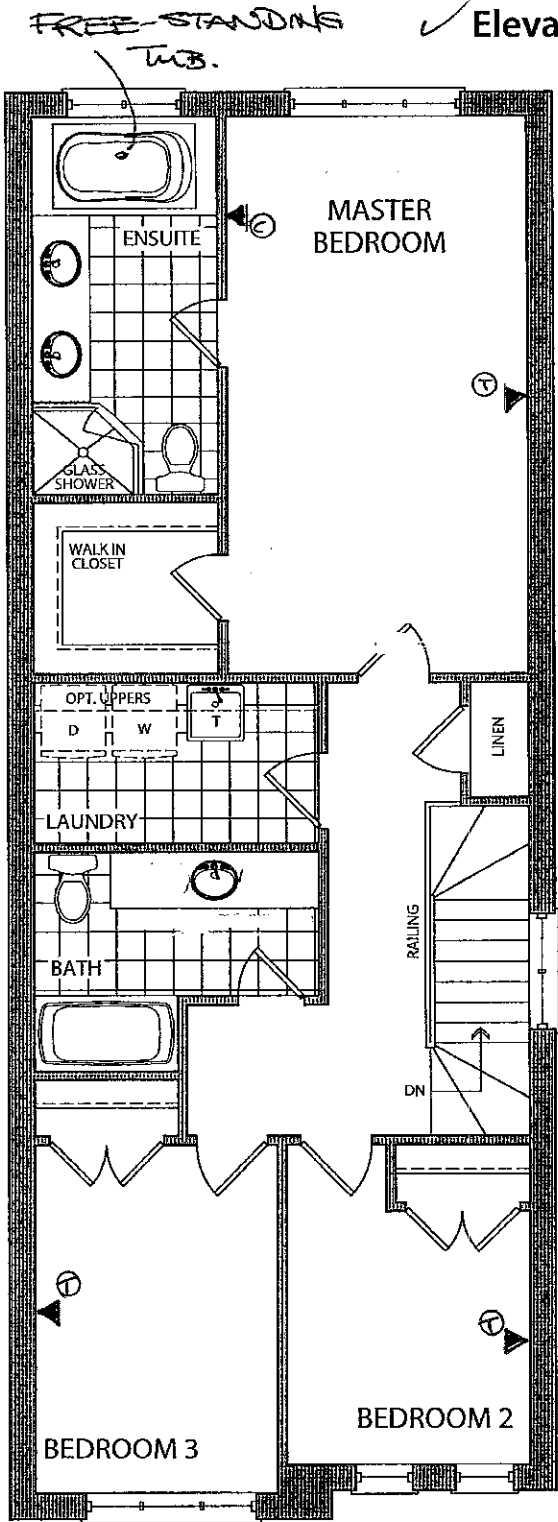 FREE-STANDING
TUB.
✓ Eleva
ENSUITE
C
MASTER
BEDROOM
T
GLASS
SHOWER
WALK IN
CLOSET
OPT. UPPERS
D
W
T
LINEN
LAUNDRY
RAILING
BATH
DN
T
T
BEDROOM 3
BEDROOM 2